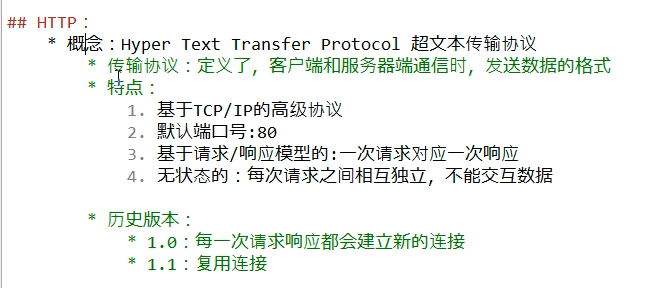 ## HTTP：
* 概念：Hyper Text Transfer Protocol 超文本传输协议
* 传输协议：定义了，客户端和服务器端通信时，发送数据的格式
* 特点：
1. 基于TCP/IP的高级协议
2. 默认端口号:80
3. 基于请求/响应模型的:一次请求对应一次响应
4. 无状态的：每次请求之间相互独立，不能交互数据
* 历史版本：
* 1.0：每一次请求响应都会建立新的连接
* 1.1：复用连接